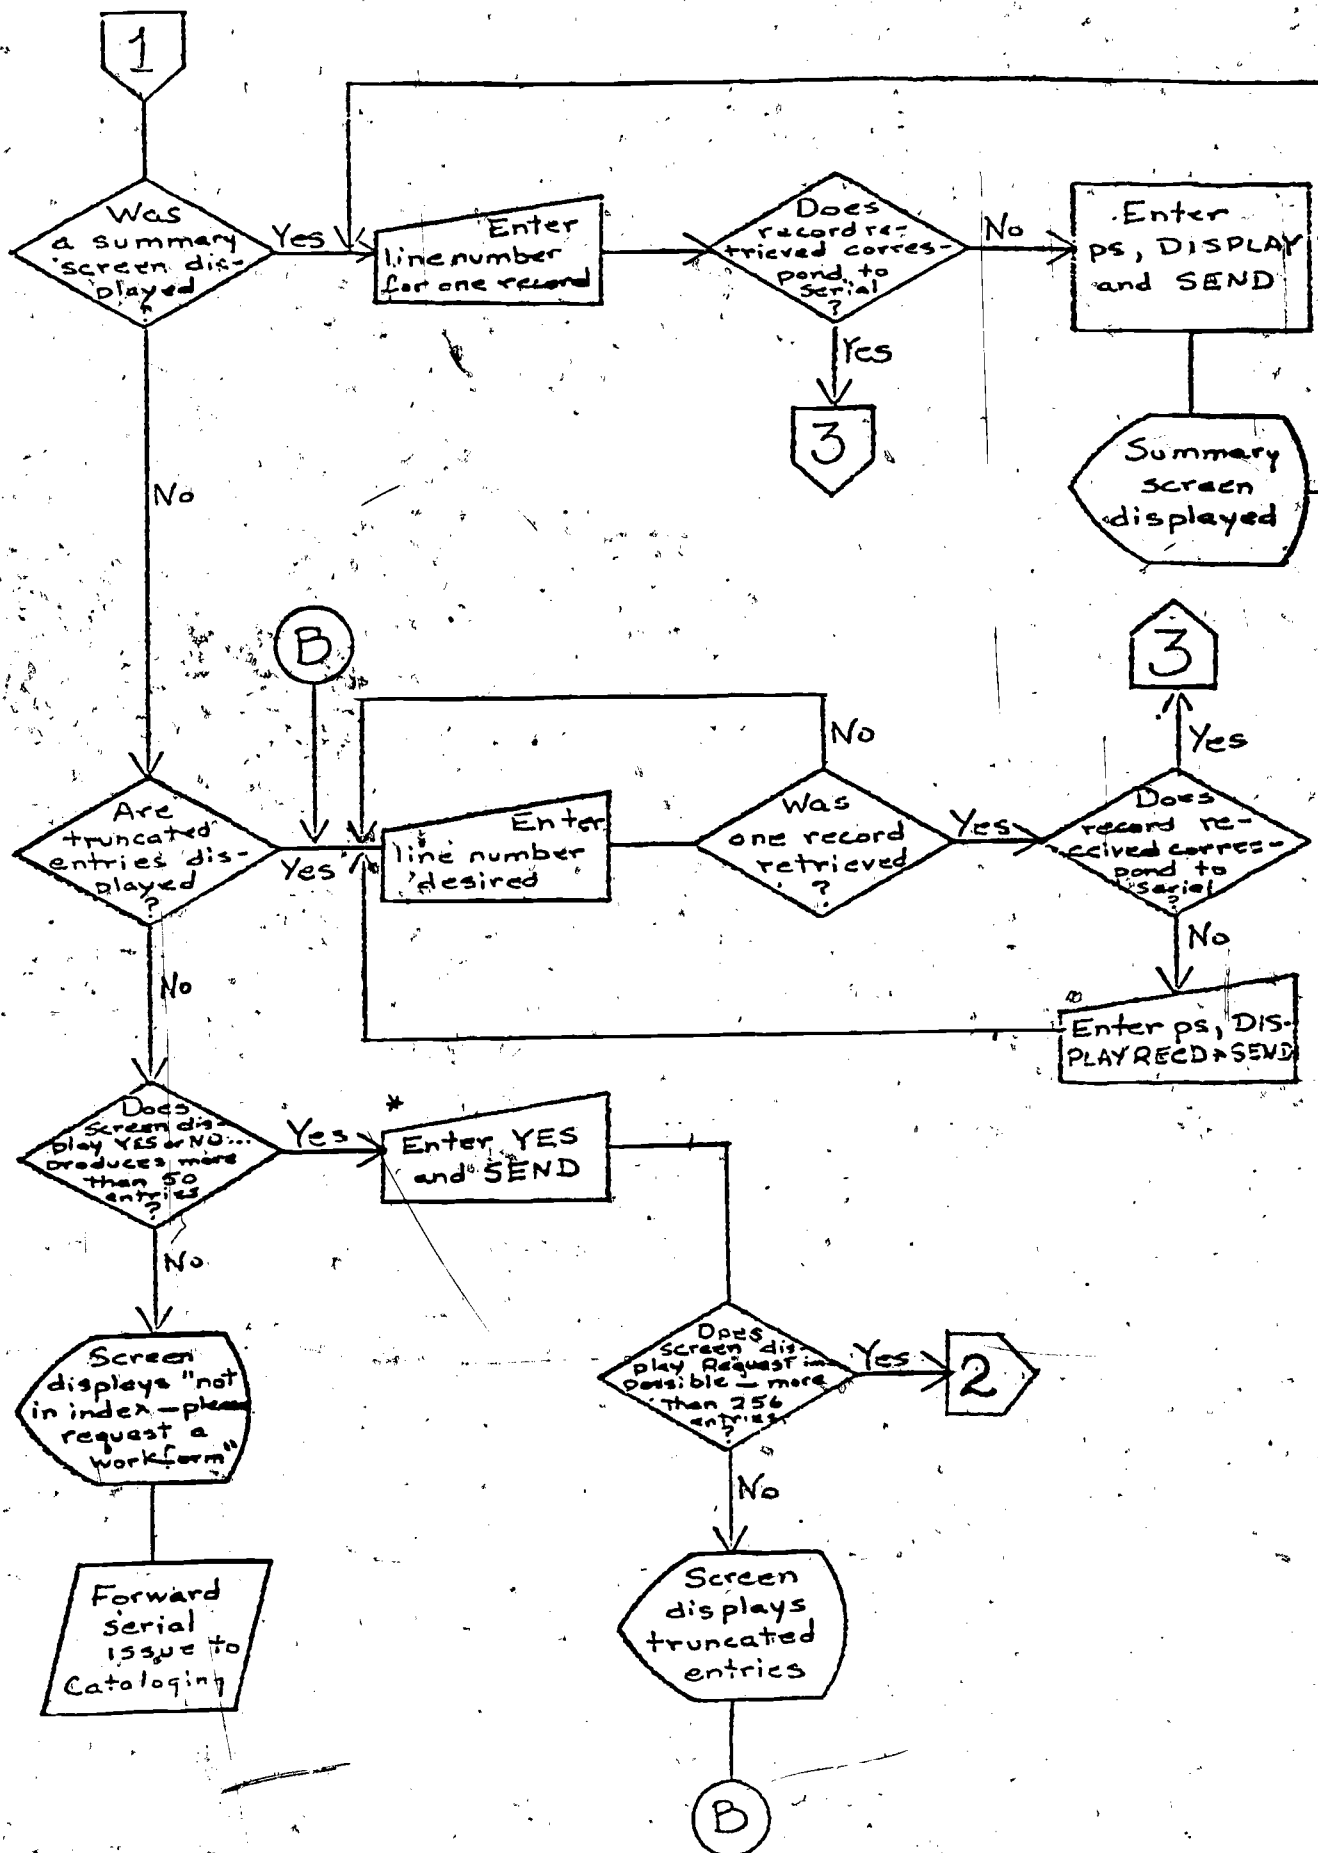 1
Was
a summary
screen dis-
played
?
Yes
Enter
line number
for one record
Does
record re-
trieved corres-
pond to
serial
?
No
Enter
ps, DISPLAY
and SEND
Yes
3
Summary
screen
displayed
No
B
3
Yes
No
Are
truncated
entries dis-
played
?
Yes
Enter
line number
desired
Was
one record
retrieved
?
Yes
Does
record re-
ceived corres-
pond to
serial
?
No
Enter ps, DIS-
PLAY RECD, SEND
No
Does
screen dis-
play YES or NO...
produces more
than 50
entries
?
Yes
*
Enter YES
and SEND
No
Does
screen dis-
play Request im-
possible — more
than 256
entries
?
Yes
2
Screen
displays "not
in index — please
request a
workform"
No
Forward
serial
issue to
Cataloging
Screen
displays
truncated
entries
B